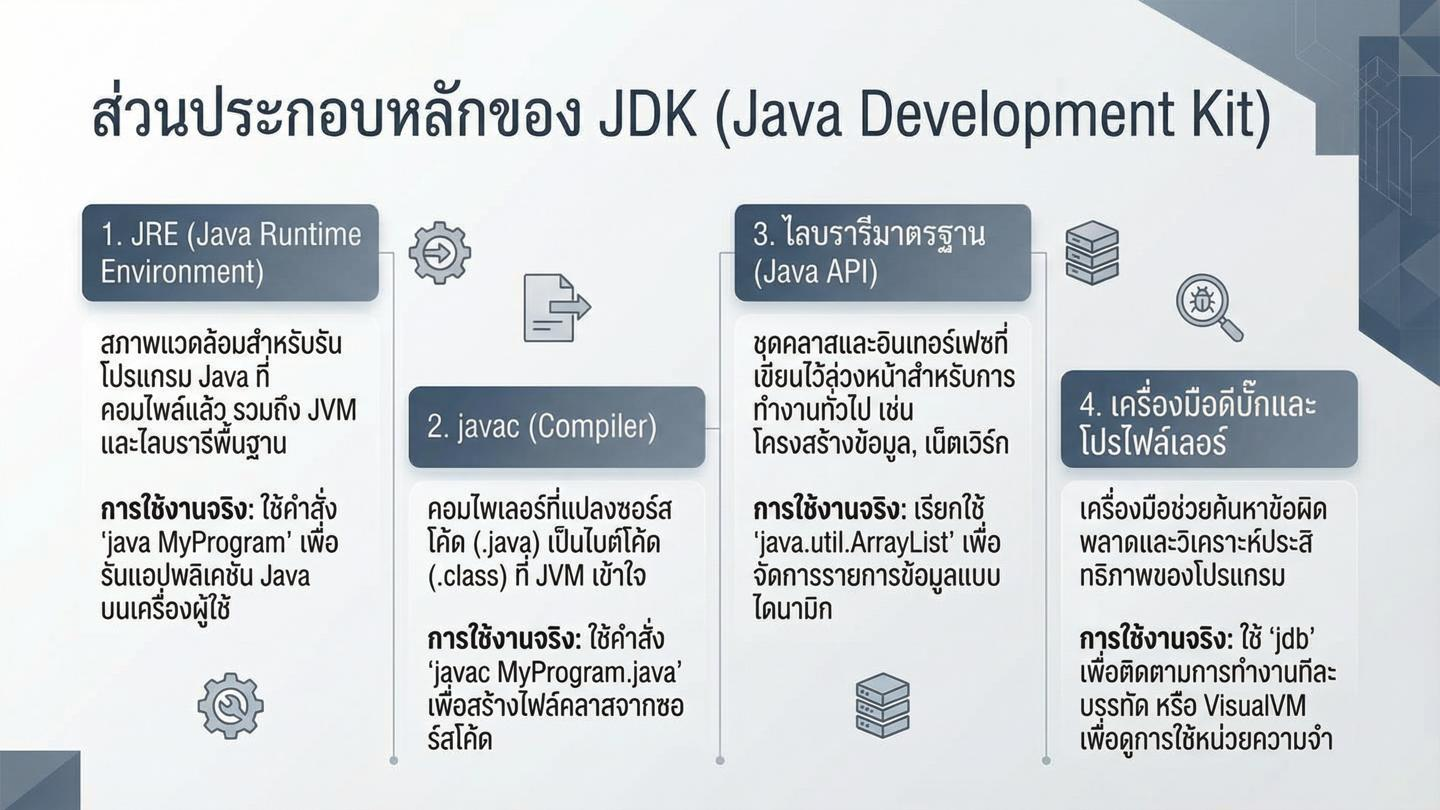 ส่วนประกอบหลักของ JDK (Java Development Kit)
1. JRE (Java Runtime
Environment)
สภาพแวดล้อมสำหรับรัน
โปรแกรม Java ที่
คอมไพล์แล้ว รวมถึง JVM
และไลบรารีพื้นฐาน
การใช้งานจริง: ใช้คำสั่ง
‘java MyProgram’ เพื่อ
รันแอปพลิเคชัน Java
บนเครื่องผู้ใช้
2. javac (Compiler)
คอมไพเลอร์ที่แปลงซอร์ส
โค้ด (.java) เป็นไบต์โค้ด
(.class) ที่ JVM เข้าใจ
การใช้งานจริง: ใช้คำสั่ง
‘javac MyProgram.java’
เพื่อสร้างไฟล์คลาสจากซอ
ร์สโค้ด
3. ไลบรารีมาตรฐาน
(Java API)
ชุดคลาสและอินเทอร์เฟซที่
เขียนไว้ล่วงหน้าสำหรับการ
ทำงานทั่วไป เช่น
โครงสร้างข้อมูล, เน็ตเวิร์ก
การใช้งานจริง: เรียกใช้
‘java.util.ArrayList’ เพื่อ
จัดการรายการข้อมูลแบบ
ไดนามิก
4. เครื่องมือดีบั๊กและ
โปรไฟล์เลอร์
เครื่องมือช่วยค้นหาข้อผิด
พลาดและวิเคราะห์ประสิ
ทธิภาพของโปรแกรม
การใช้งานจริง: ใช้ ‘jdb’
เพื่อติดตามการทำงานทีละ
บรรทัด หรือ VisualVM
เพื่อดูการใช้หน่วยความจำ